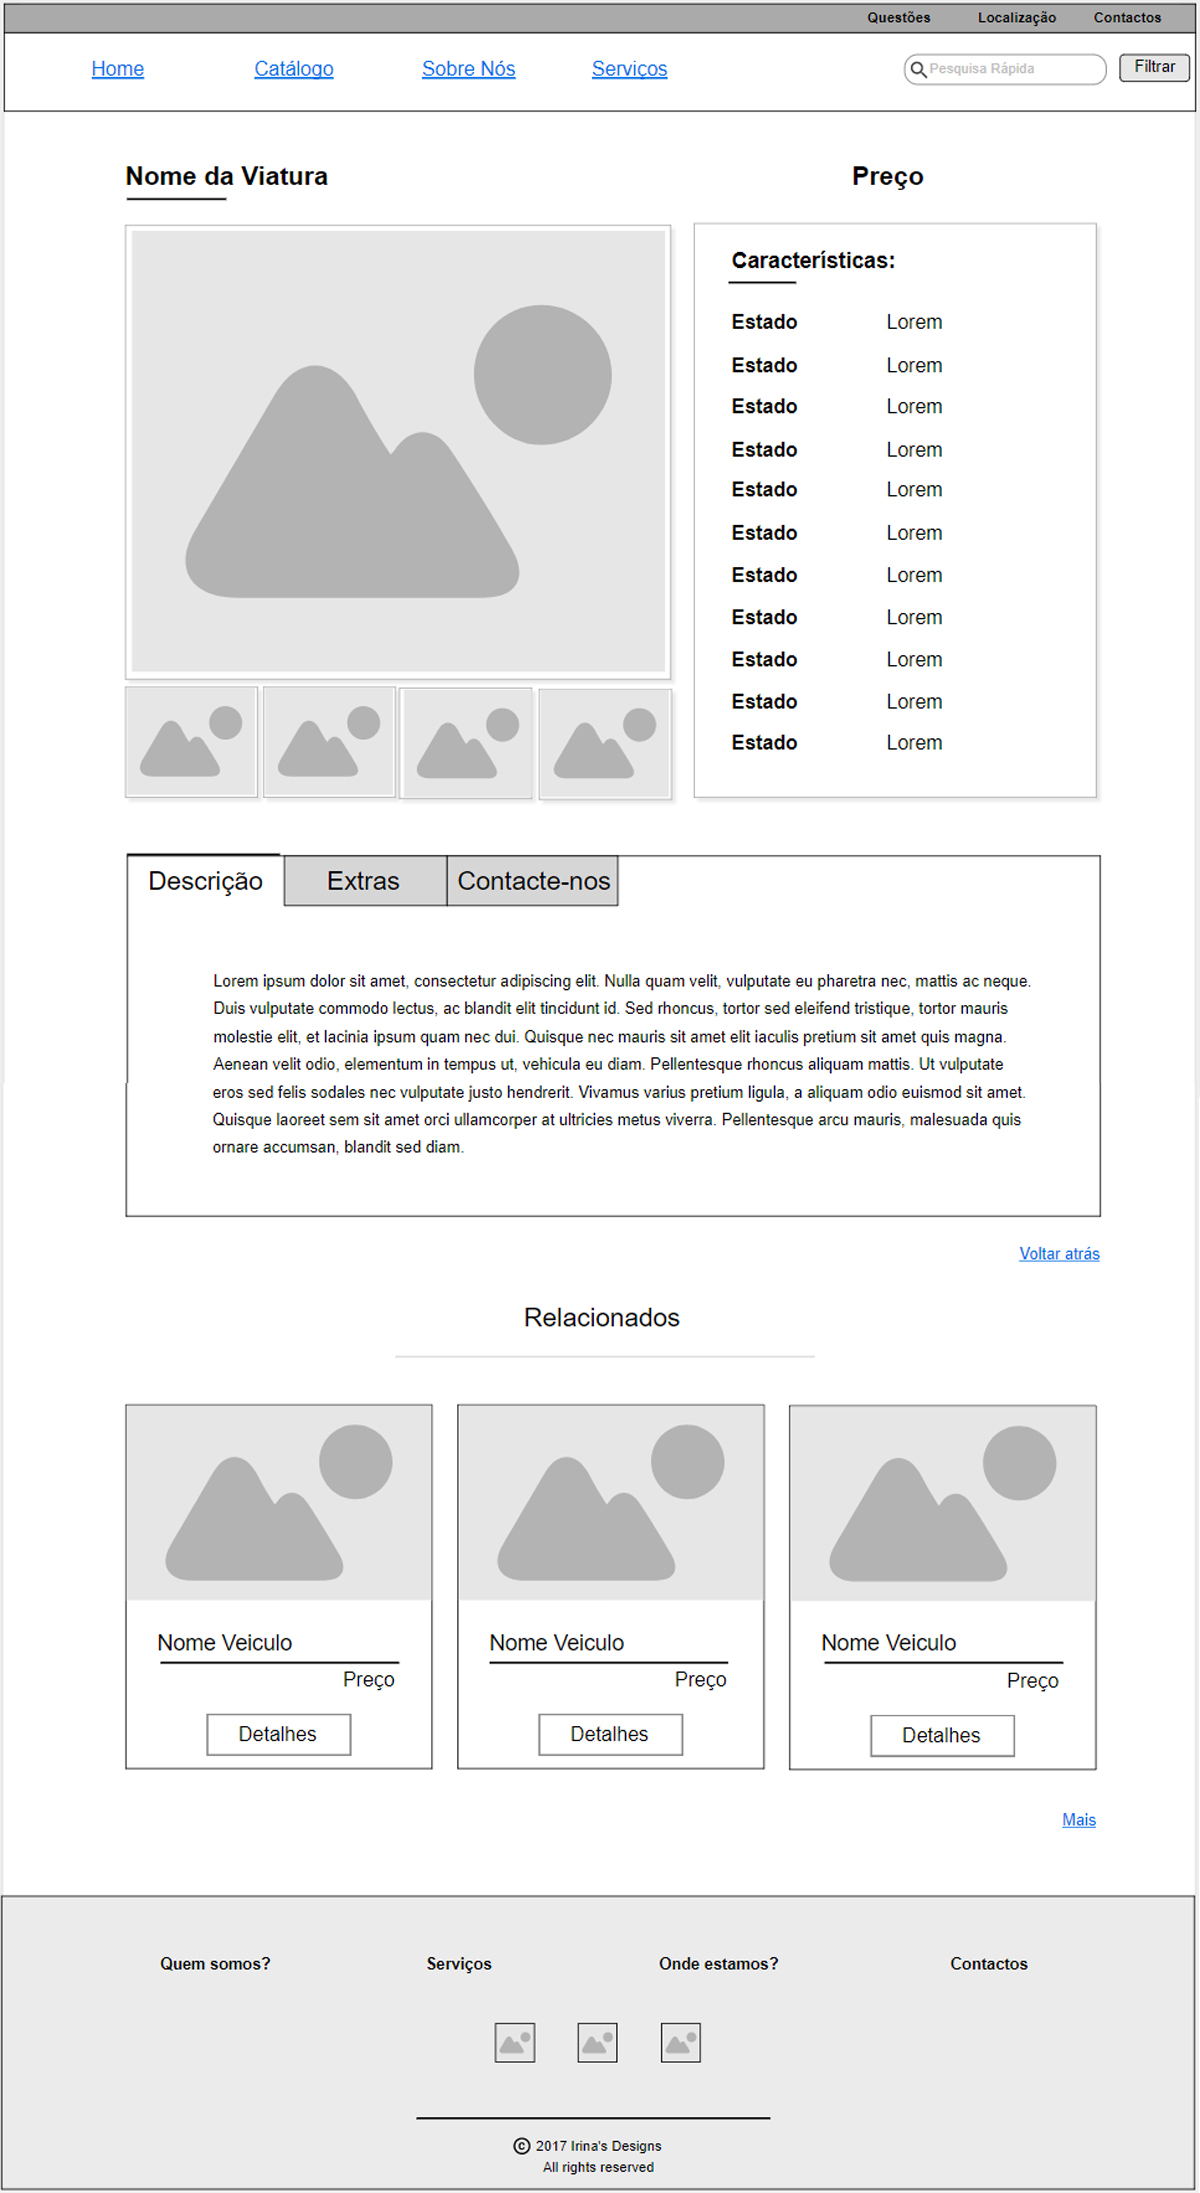 Questões Localização Contactos
Home Catálogo Sobre Nós Serviços Pesquisa Rápida Filtrar
Nome da Viatura Preço
Características:
Estado Lorem
Estado Lorem
Estado Lorem
Estado Lorem
Estado Lorem
Estado Lorem
Estado Lorem
Estado Lorem
Estado Lorem
Estado Lorem
Estado Lorem
Descrição Extras Contacte-nos
Lorem ipsum dolor sit amet, consectetur adipiscing elit. Nulla quam velit, vulputate eu pharetra nec, mattis ac neque.
Duis vulputate commodo lectus, ac blandit elit tincidunt id. Sed rhoncus, tortor sed eleifend tristique, tortor mauris
molestie elit, et lacinia ipsum quam nec dui. Quisque nec mauris sit amet elit iaculis pretium sit amet quis magna.
Aenean velit odio, elementum in tempus ut, vehicula eu diam. Pellentesque rhoncus aliquam mattis. Ut vulputate
eros sed felis sodales nec vulputate justo hendrerit. Vivamus varius pretium ligula, a aliquam odio euismod sit amet.
Quisque laoreet sem sit amet orci ullamcorper at ultricies metus viverra. Pellentesque arcu mauris, malesuada quis
ornare accumsan, blandit sed diam.
Voltar atrás
Relacionados
Nome Veiculo Nome Veiculo Nome Veiculo
Preço Preço Preço
Detalhes Detalhes Detalhes
Mais
Quem somos? Serviços Onde estamos? Contactos
© 2017 Irina's Designs
All rights reserved